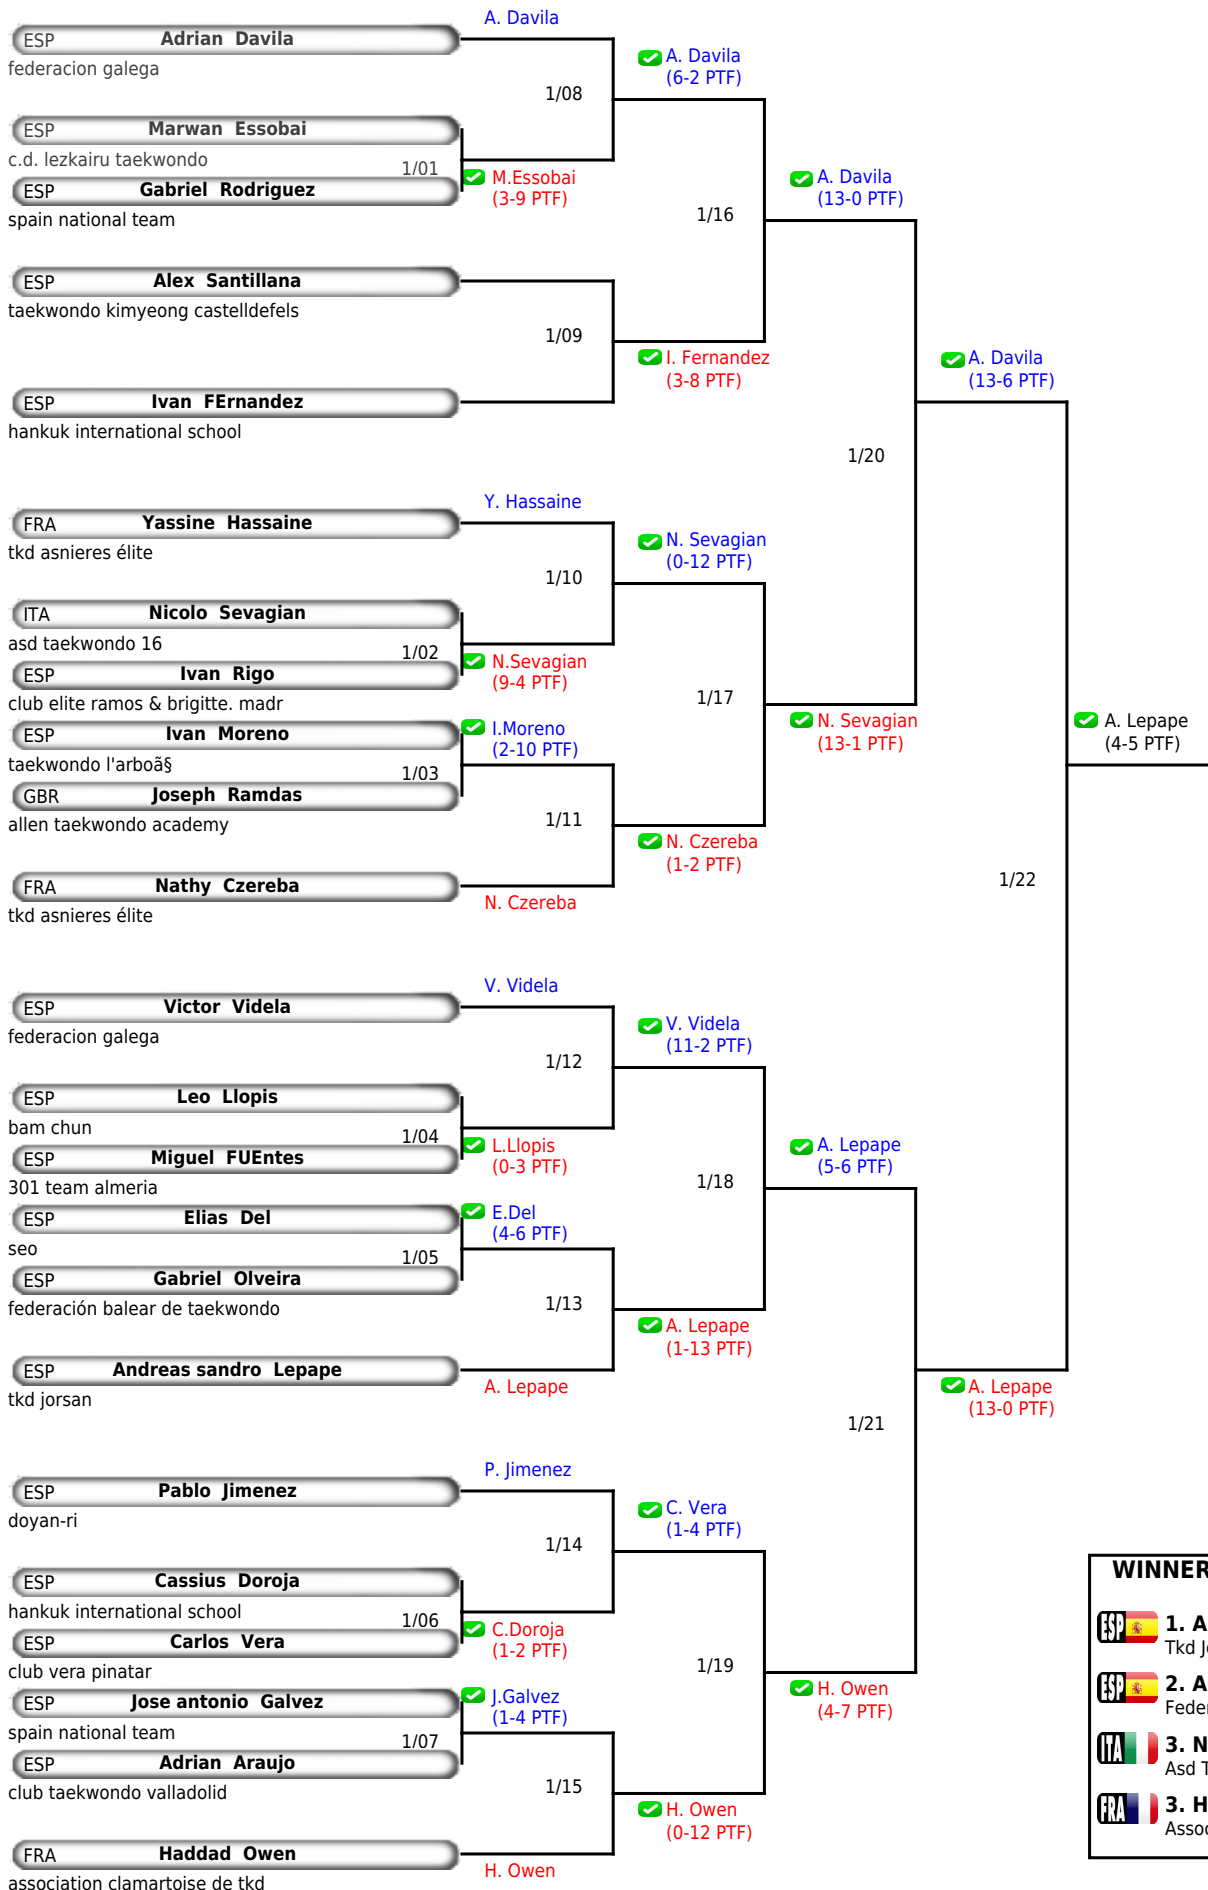 A. Davila
ESP Adrian Davila
federacion galega
A. Davila
(6-2 PTF)
1/08
ESP Marwan Essobai
c.d. lezkairu taekwondo
1/01
M.Essobai
(3-9 PTF)
ESP Gabriel Rodriguez
spain national team
A. Davila
(13-0 PTF)
1/16
ESP Alex Santillana
taekwondo kimyeong castelldefels
1/09
I. Fernandez
(3-8 PTF)
A. Davila
(13-6 PTF)
ESP Ivan FErnandez
hankuk international school
1/20
Y. Hassaine
FRA Yassine Hassaine
tkd asnieres élite
N. Sevagian
(0-12 PTF)
1/10
ITA Nicolo Sevagian
asd taekwondo 16
1/02
N.Sevagian
(9-4 PTF)
ESP Ivan Rigo
club elite ramos & brigitte. madr
1/17
ESP Ivan Moreno
taekwondo l'arboã§
I.Moreno
(2-10 PTF)
N. Sevagian
(13-1 PTF)
A. Lepape
(4-5 PTF)
1/03
GBR Joseph Ramdas
allen taekwondo academy
1/11
N. Czereba
(1-2 PTF)
FRA Nathy Czereba
tkd asnieres élite
N. Czereba
1/22
V. Videla
ESP Victor Videla
federacion galega
V. Videla
(11-2 PTF)
1/12
ESP Leo Llopis
bam chun
1/04
L.Llopis
(0-3 PTF)
ESP Miguel FUEntes
301 team almeria
A. Lepape
(5-6 PTF)
1/18
ESP Elias Del
seo
E.Del
(4-6 PTF)
1/05
ESP Gabriel Olveira
federación balear de taekwondo
1/13
A. Lepape
(1-13 PTF)
ESP Andreas sandro Lepape
tkd jorsan
A. Lepape
A. Lepape
(13-0 PTF)
1/21
P. Jimenez
ESP Pablo Jimenez
doyan-ri
C. Vera
(1-4 PTF)
1/14
ESP Cassius Doroja
hankuk international school
1/06
C.Doroja
(1-2 PTF)
ESP Carlos Vera
club vera pinatar
1/19
ESP Jose antonio Galvez
spain national team
J.Galvez
(1-4 PTF)
H. Owen
(4-7 PTF)
1/07
ESP Adrian Araujo
club taekwondo valladolid
1/15
H. Owen
(0-12 PTF)
FRA Haddad Owen
association clamartoise de tkd
H. Owen
WINNER
ESP 1. A
Tkd J
ESP 2. A
Feder
ITA 3. N
Asd T
FRA 3. H
Assoc